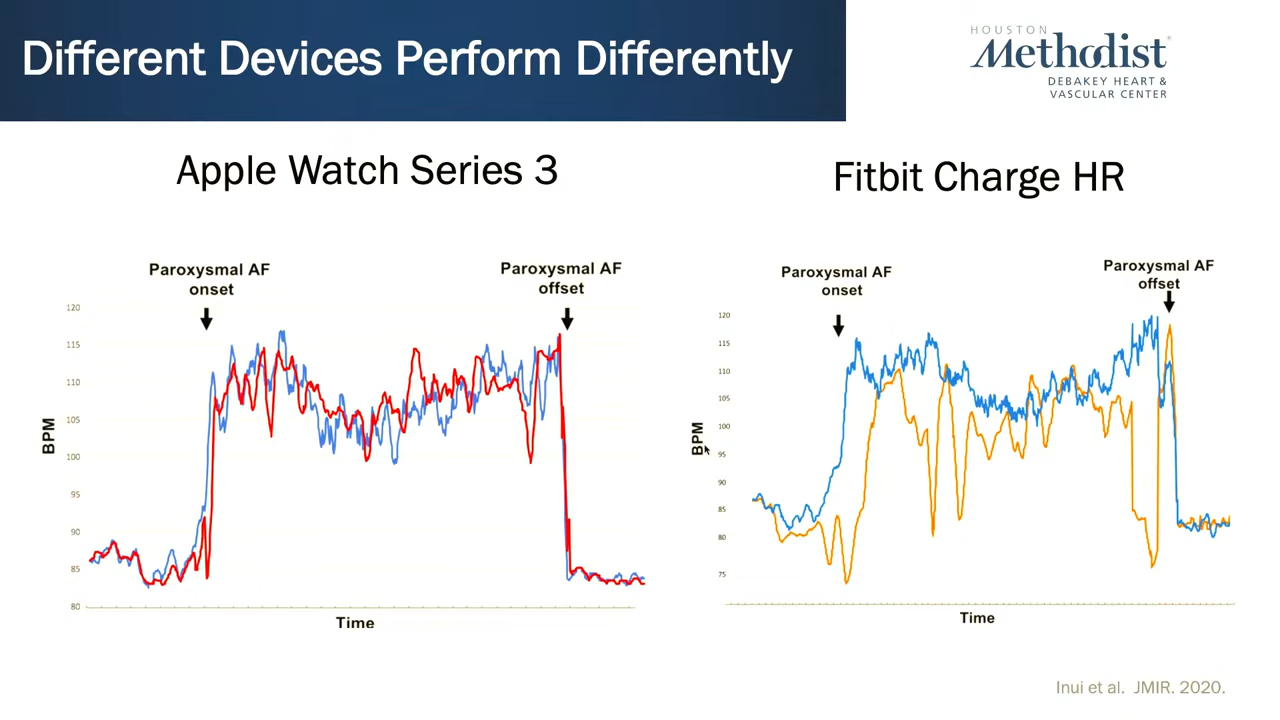 Different Devices Perform Differently
HOUSTON
Methodist
DEBAKEY HEART &
VASCULAR CENTER
Apple Watch Series 3
Fitbit Charge HR
Paroxysmal AF
onset
Paroxysmal AF
offset
120
115
110
105
100
95
90
85
80
BPM
Time
Paroxysmal AF
onset
Paroxysmal AF
offset
120
115
110
105
100
95
90
85
80
75
BPM
Time
Inui et al. JMIR. 2020.